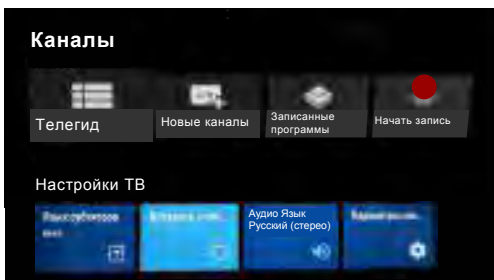 Каналы
Телегид
Новые каналы
Записанные
программы
Начать запись
Настройки ТВ
Аудио Язык
Русский (стерео)